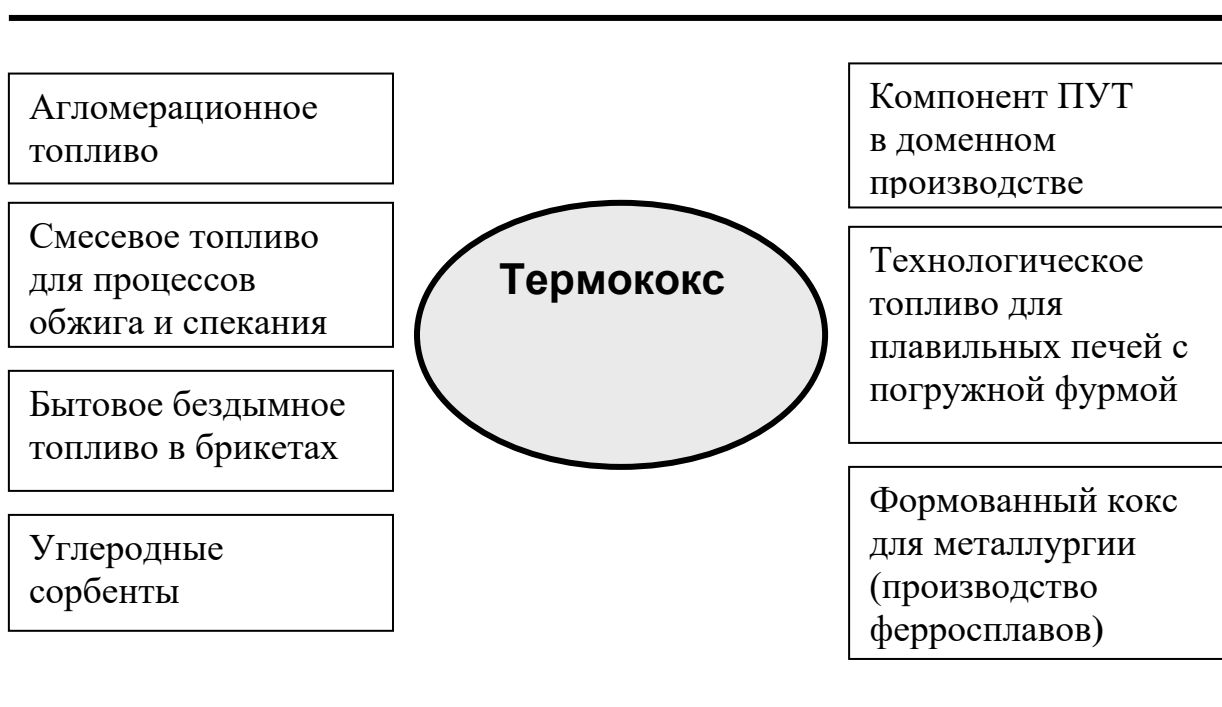 Агломерационное
топливо
Смесевое топливо
для процессов
обжига и спекания
Бытовое бездымное
топливо в брикетах
Углеродные
сорбенты
Термококс
Компонент ПУТ
в доменном
производстве
Технологическое
топливо для
плавильных печей с
погружной фурмой
Формованный кокс
для металлургии
(производство
ферросплавов)